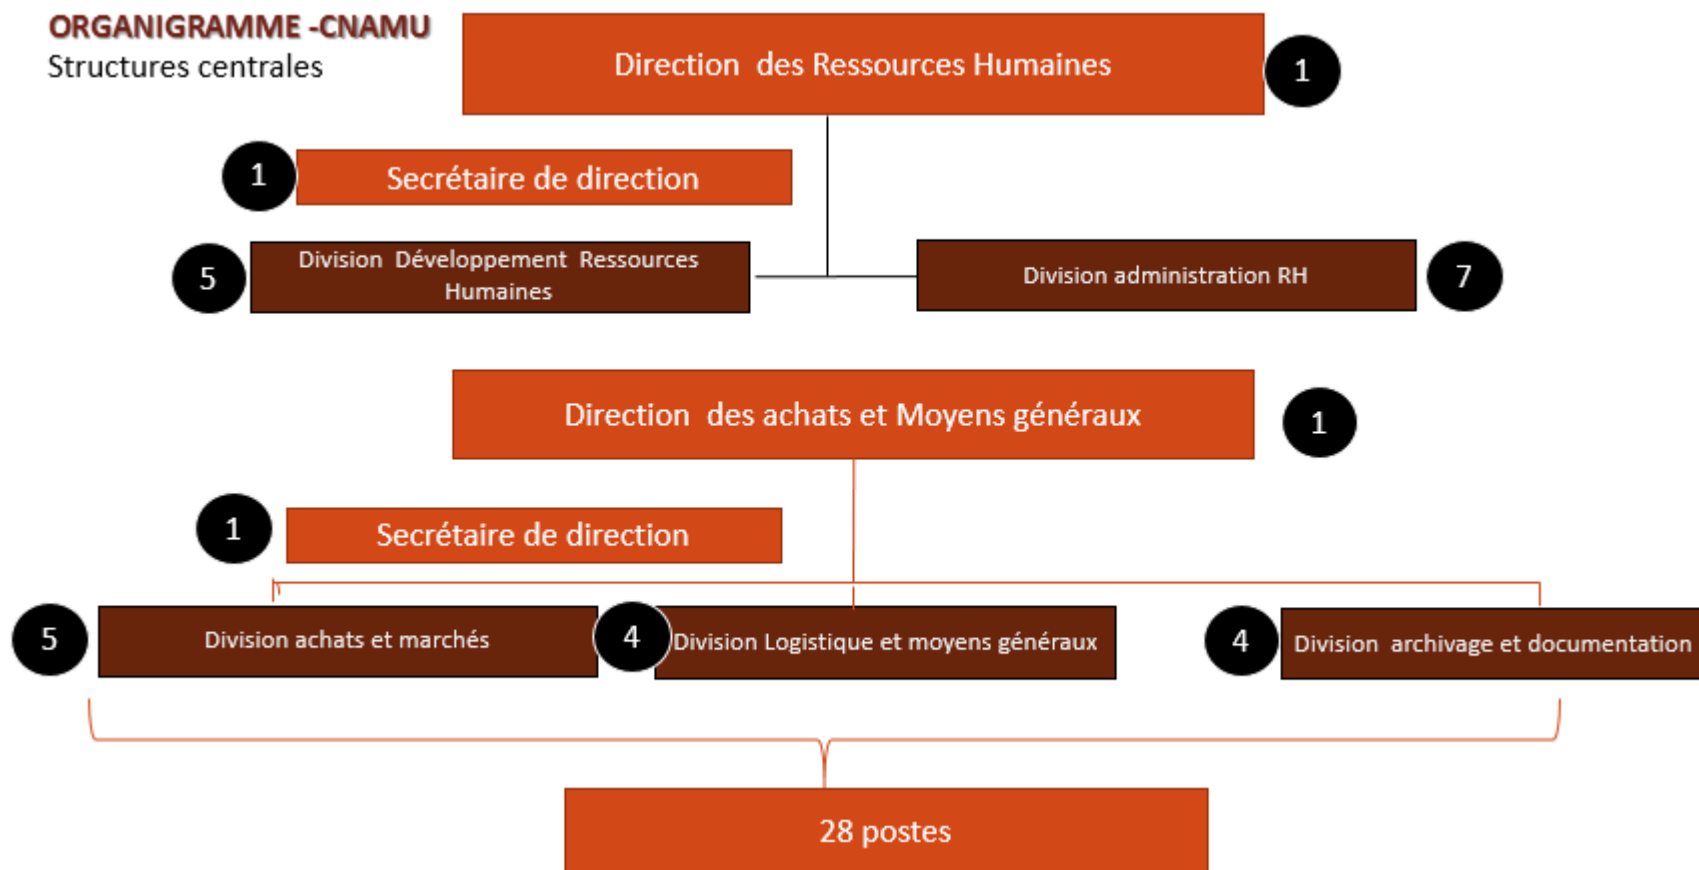 ORGANIGRAMME -CNAMU
Structures centrales
Direction des Ressources Humaines
1
1
Secrétaire de direction
5
Division Développement Ressources
Humaines
Division administration RH
7
Direction des achats et Moyens généraux
1
1
Secrétaire de direction
5
Division achats et marchés
4
Division Logistique et moyens généraux
4
Division archivage et documentation
28 postes